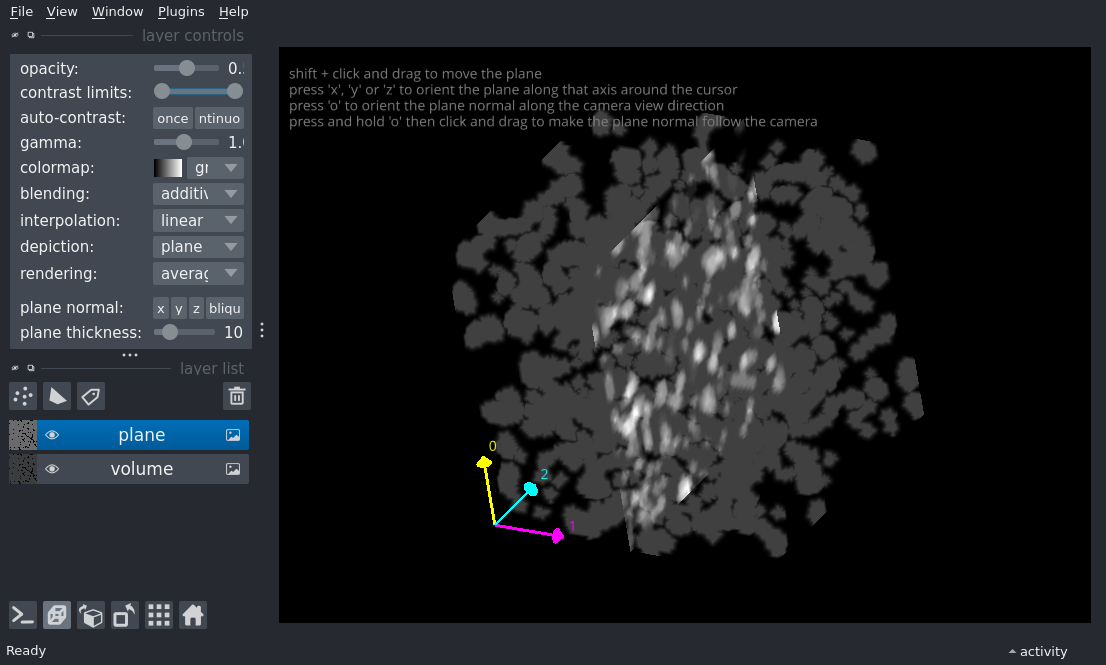 File View Window Plugins Help
layer controls
opacity: 0.
contrast limits:
auto-contrast: once ntinuo
gamma: 1.
colormap: gr
blending: additiv
interpolation: linear
depiction: plane
rendering: averag
plane normal: x y z bliqu
plane thickness: 10
layer list
plane
volume
Ready
shift + click and drag to move the plane
press 'x', 'y' or 'z' to orient the plane along that axis around the cursor
press 'o' to orient the plane normal along the camera view direction
press and hold 'o' then click and drag to make the plane normal follow the camera
0
2
1
activity